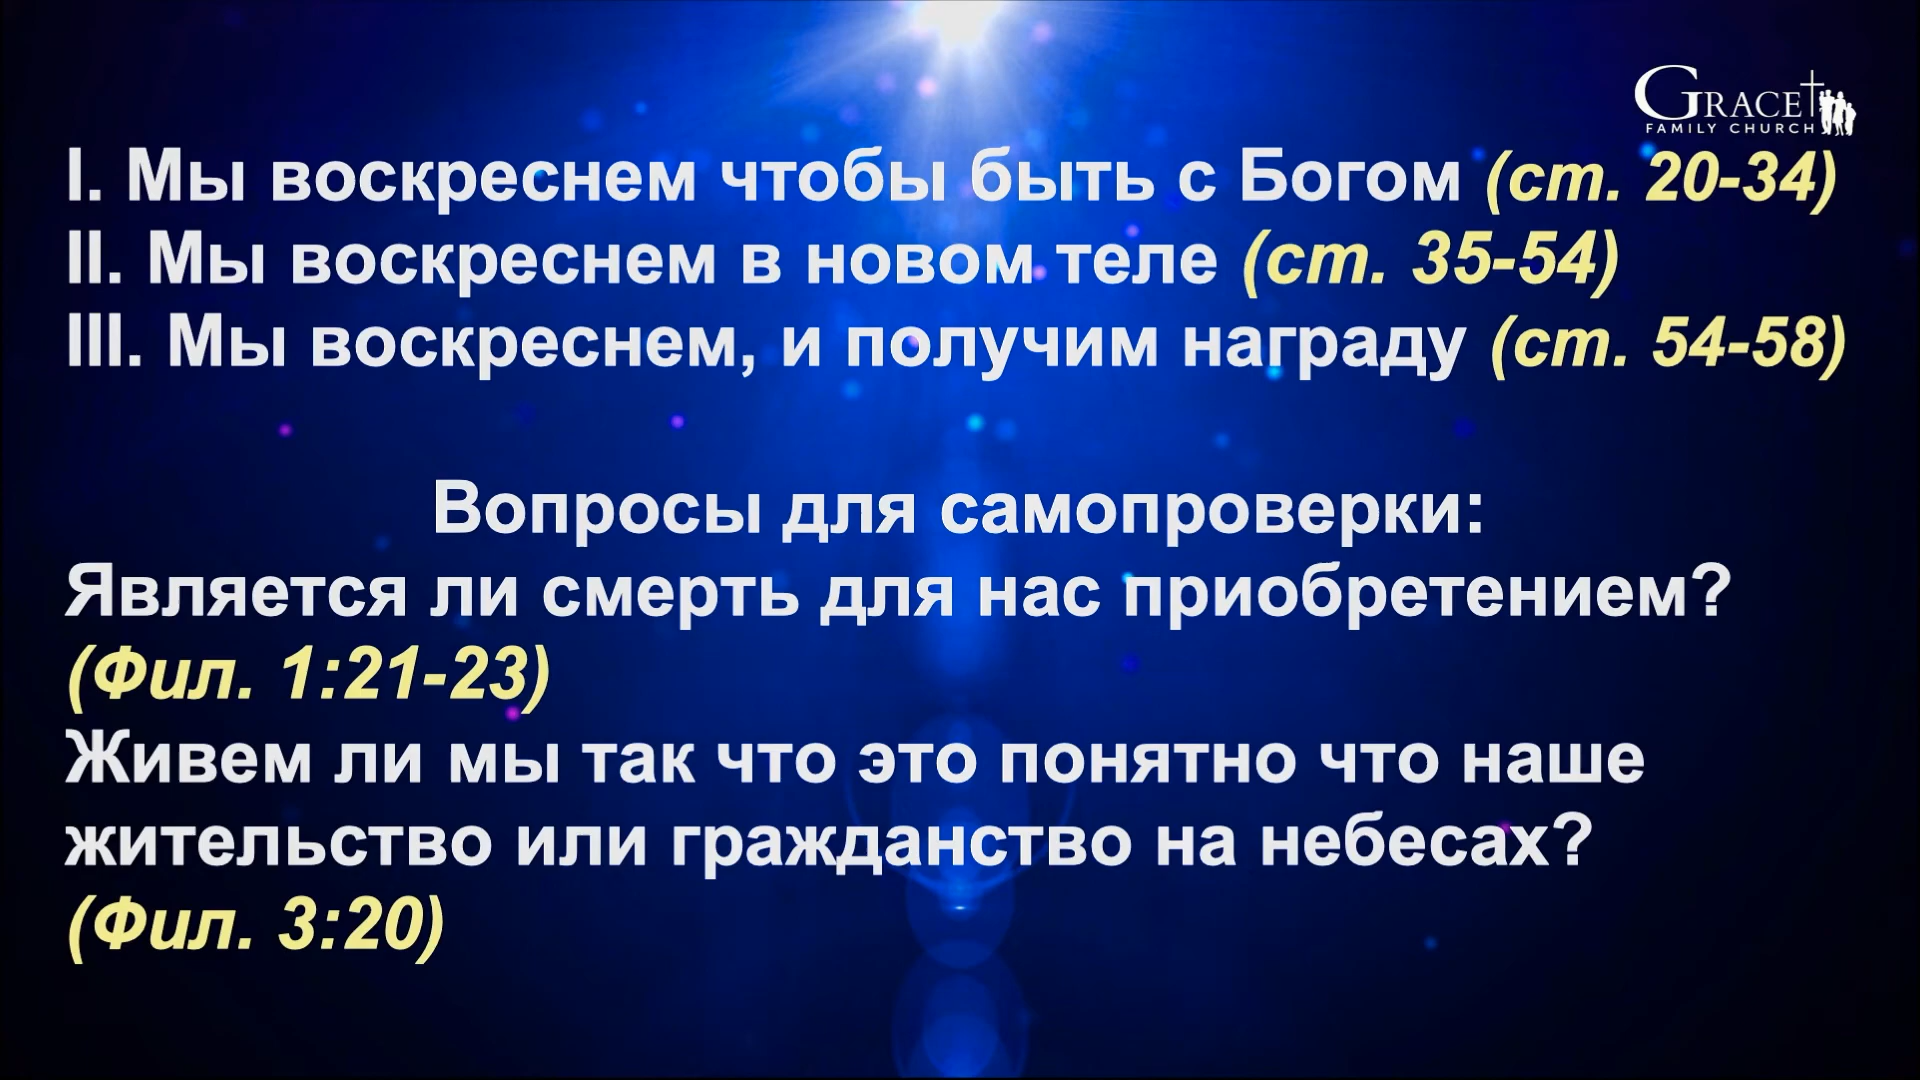 GRACE
FAMILY CHURCH
I. Мы воскреснем чтобы быть с Богом (ст. 20-34)
II. Мы воскреснем в новом теле (ст. 35-54)
III. Мы воскреснем, и получим награду (ст. 54-58)
Вопросы для самопроверки:
Является ли смерть для нас приобретением?
(Фил. 1:21-23)
Живем ли мы так что это понятно что наше
жительство или гражданство на небесах?
(Фил. 3:20)